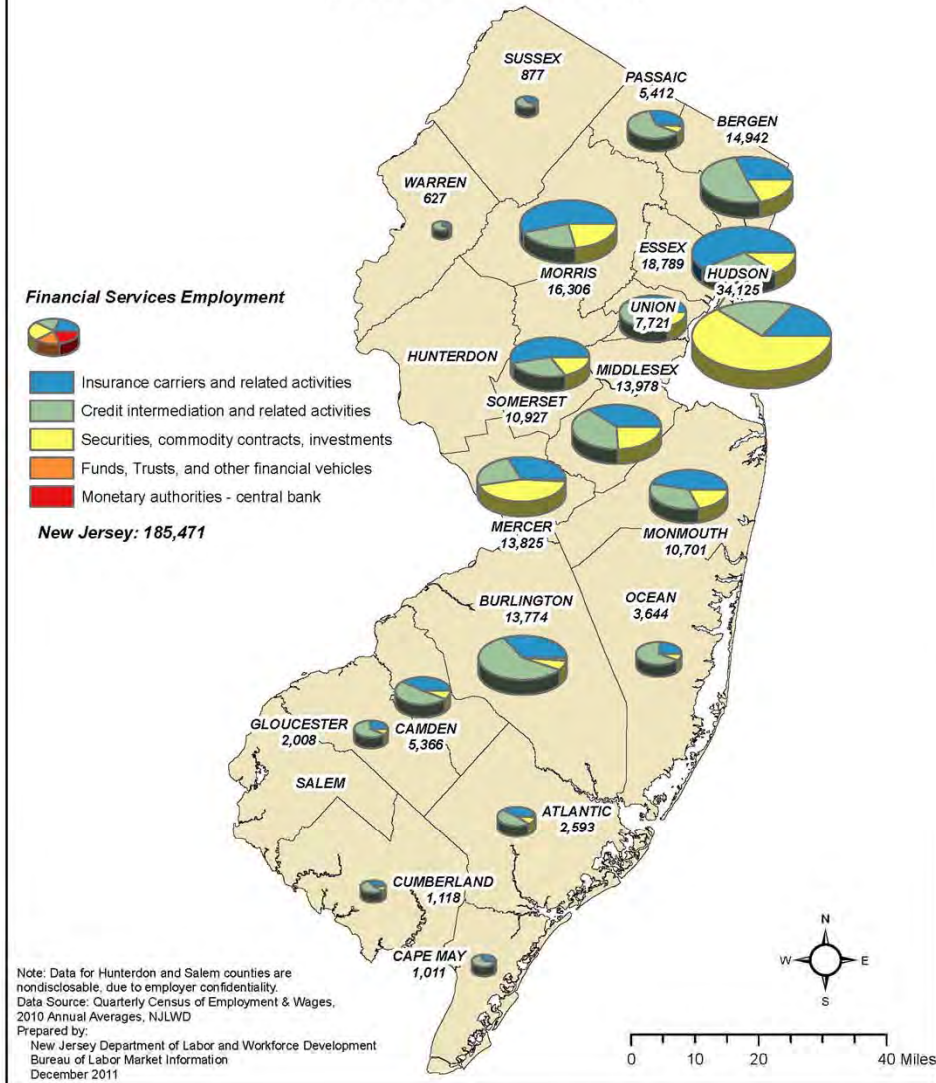 SUSSEX
877
PASSAIC
5,412
BERGEN
14,942
WARREN
627
ESSEX
18,789
HUDSON
34,125
MORRIS
16,306
UNION
7,721
Financial Services Employment
Insurance carriers and related activities
Credit intermediation and related activities
Securities, commodity contracts, investments
Funds, Trusts, and other financial vehicles
Monetary authorities - central bank
New Jersey: 185,471
HUNTERDON
SOMERSET
10,927
MIDDLESEX
13,978
MERCER
13,825
MONMOUTH
10,701
BURLINGTON
13,774
OCEAN
3,644
GLOUCESTER
2,008
CAMDEN
5,366
SALEM
ATLANTIC
2,593
CUMBERLAND
1,118
CAPE MAY
1,011
N
W E
S
Note: Data for Hunterdon and Salem counties are
nondisclosable, due to employer confidentiality.
Data Source: Quarterly Census of Employment & Wages,
2010 Annual Averages, NJLWD
Prepared by:
New Jersey Department of Labor and Workforce Development
Bureau of Labor Market Information
December 2011
0 10 20 40 Miles